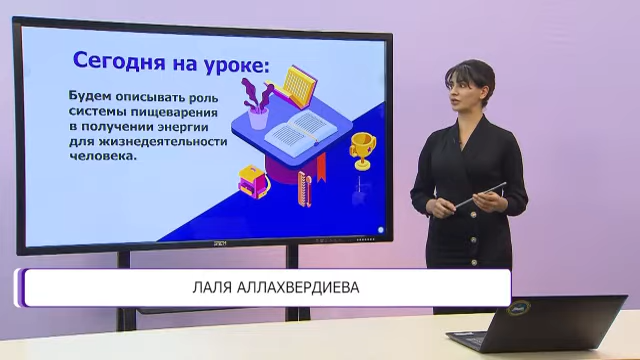 Сегодня на уроке:
Будем описывать роль
системы пищеварения
в получении энергии
для жизнедеятельности
человека.
ЛАЛЯ АЛЛАХВЕРДИЕВА